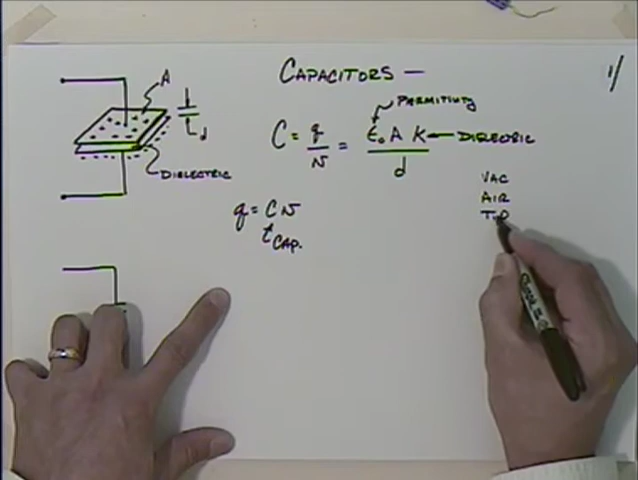 CAPACITORS —
1/
A
PERMITIVITY
d
C = q/v = ε₀ A K / d
DIELECTRIC
DIELECTRIC
VAC
q = C v
AIR
CAP.